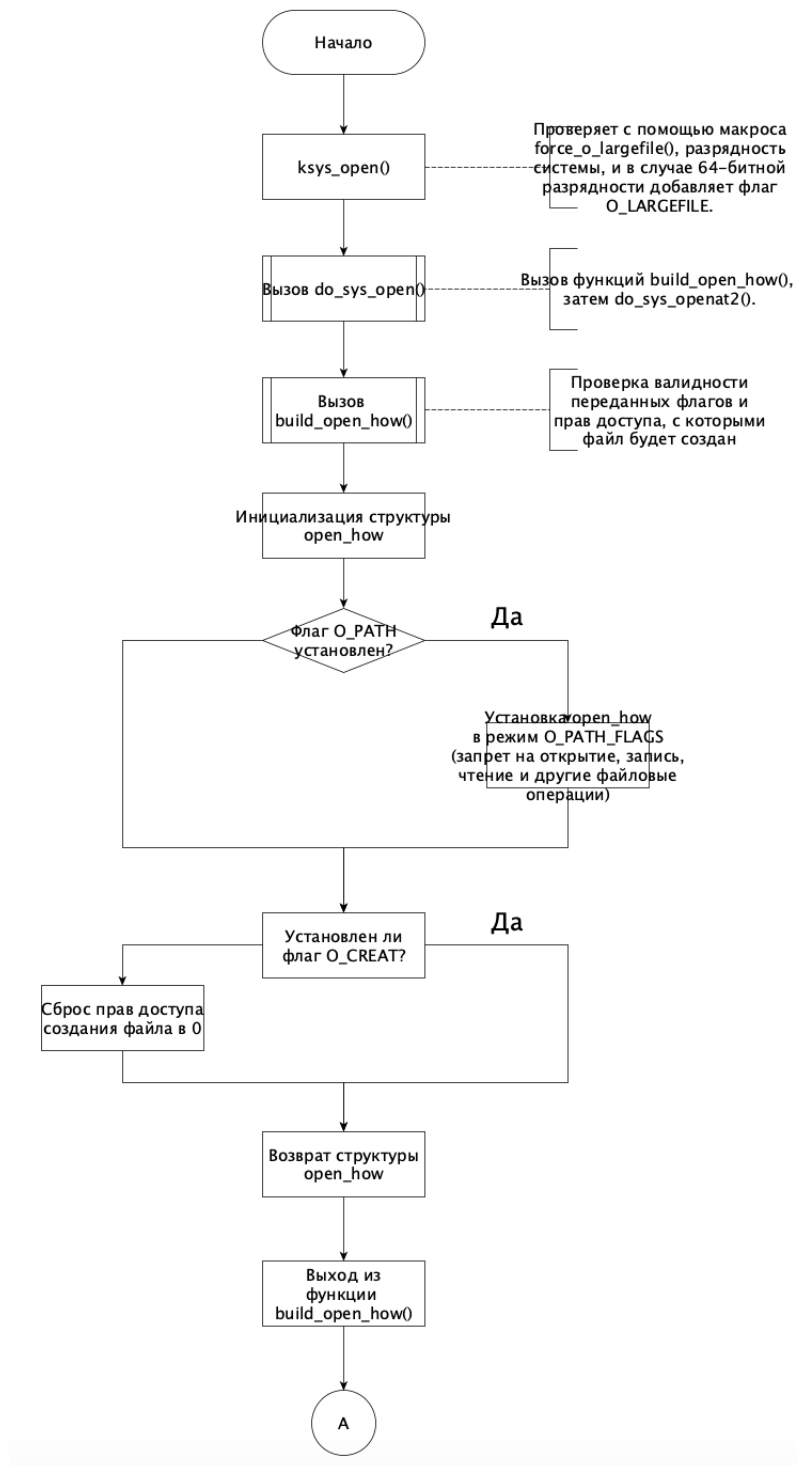 Начало
ksys_open()
Проверяет с помощью макроса
force_o_largefile(), разрядность
системы, и в случае 64-битной
разрядности добавляет флаг
O_LARGEFILE.
Вызов do_sys_open()
Вызов функций build_open_how(),
затем do_sys_openat2().
Вызов
build_open_how()
Проверка валидности
переданных флагов и
прав доступа, с которыми
файл будет создан
Инициализация структуры
open_how
Флаг O_PATH
установлен?
Да
Установка open_how
в режим O_PATH_FLAGS
(запрет на открытие, запись,
чтение и другие файловые
операции)
Установлен ли
флаг O_CREAT?
Да
Сброс прав доступа
создания файла в 0
Возврат структуры
open_how
Выход из
функции
build_open_how()
A